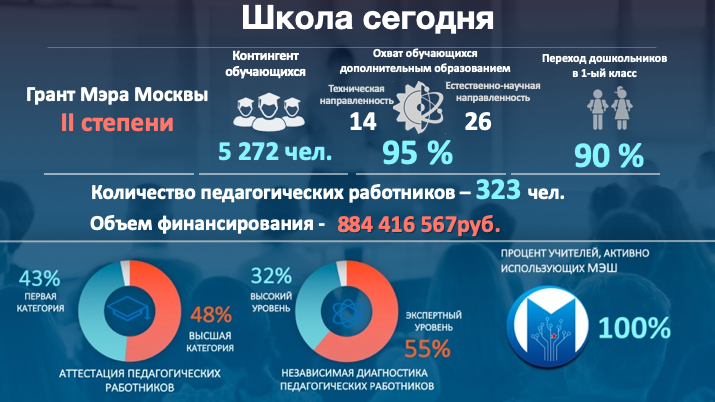 Школа сегодня
Грант Мэра Москвы
II степени
Контингент
обучающихся
5 272 чел.
Охват обучающихся
дополнительным образованием
Техническая
направленность
14
Естественно-научная
направленность
26
95 %
Переход дошкольников
в 1-ый класс
90 %
Количество педагогических работников – 323 чел.
Объем финансирования - 884 416 567руб.
43%
ПЕРВАЯ
КАТЕГОРИЯ
48%
ВЫСШАЯ
КАТЕГОРИЯ
АТТЕСТАЦИЯ ПЕДАГОГИЧЕСКИХ
РАБОТНИКОВ
32%
ВЫСОКИЙ
УРОВЕНЬ
ЭКСПЕРТНЫЙ
УРОВЕНЬ
55%
НЕЗАВИСИМАЯ ДИАГНОСТИКА
ПЕДАГОГИЧЕСКИХ РАБОТНИКОВ
ПРОЦЕНТ УЧИТЕЛЕЙ, АКТИВНО
ИСПОЛЬЗУЮЩИХ МЭШ
100%